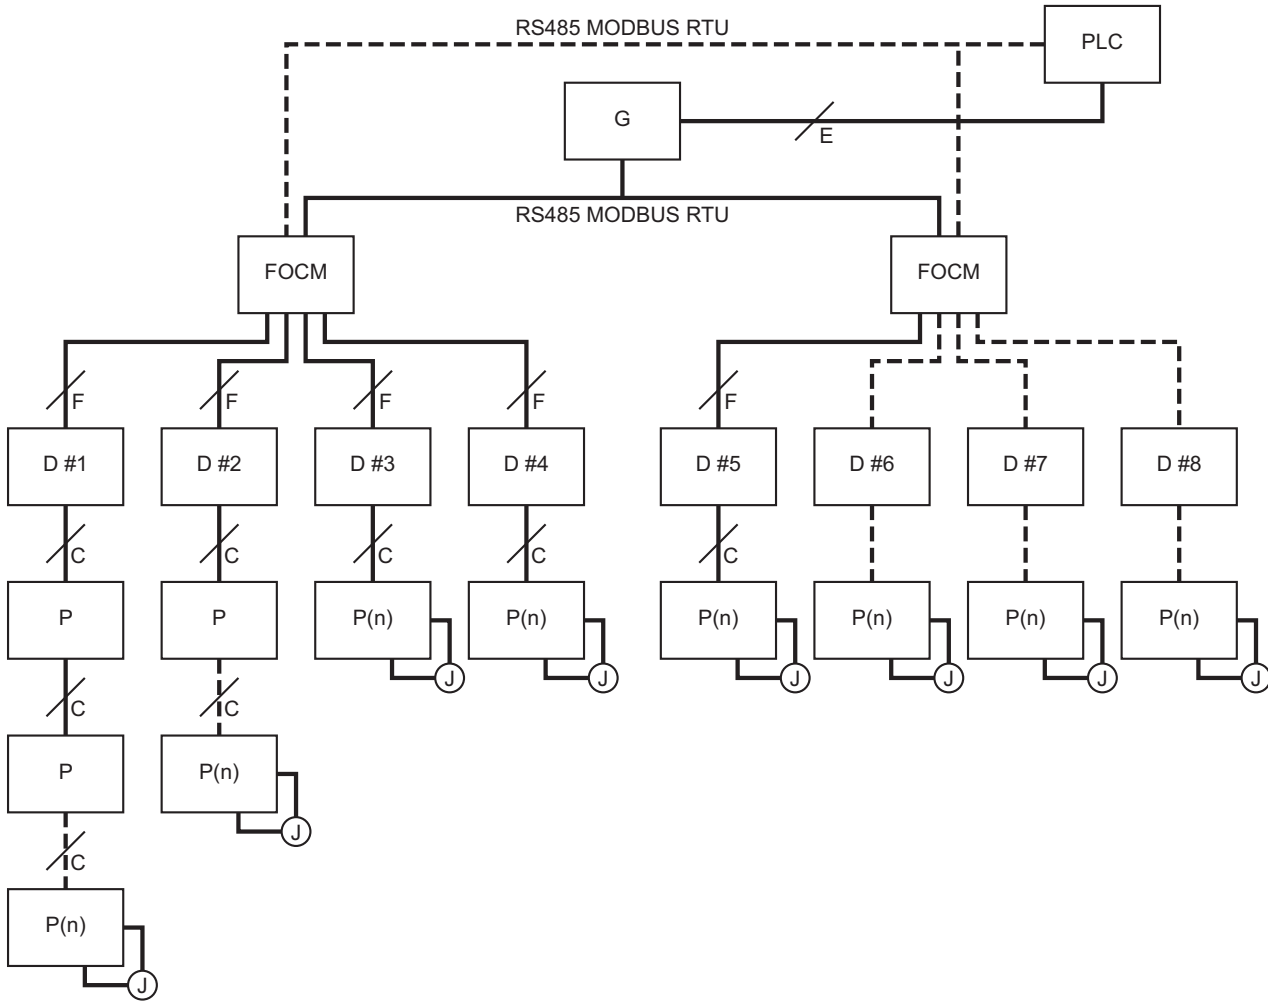 RS485 MODBUS RTU
PLC
G
E
RS485 MODBUS RTU
FOCM
FOCM
F
F
F
F
F
D #1
D #2
D #3
D #4
D #5
D #6
D #7
D #8
C
C
C
C
C
P
P
P(n)
P(n)
P(n)
P(n)
P(n)
P(n)
J
J
J
J
J
J
C
C
P
P(n)
J
C
P(n)
J